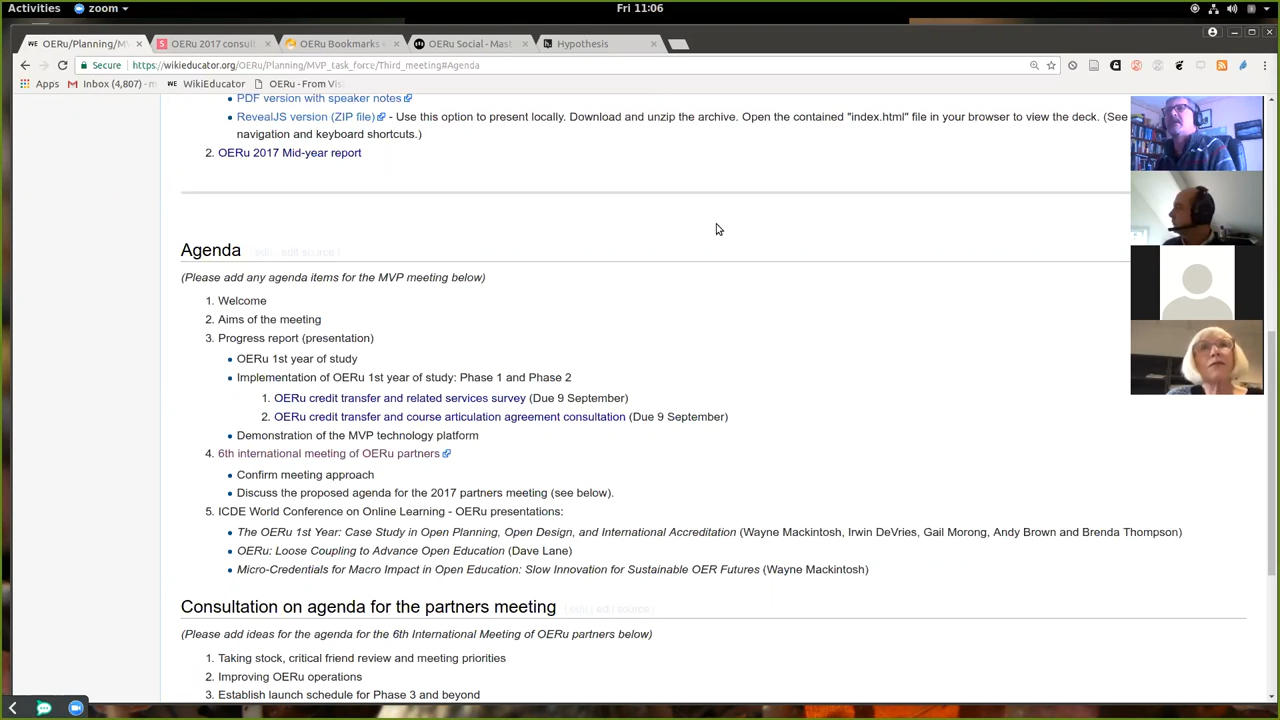 Activities zoom Fri 11:06
OERu/Planning/MV OERu 2017 consult OERu Bookmarks OERu Social - Mast Hypothesis
Secure https://wikieducator.org/OERu/Planning/MVP_task_force/Third_meeting#Agenda
Apps Inbox (4,807) - m WE WikiEducator OERu - From Vis
PDF version with speaker notes
RevealJS version (ZIP file) - Use this option to present locally. Download and unzip the archive. Open the contained "index.html" file in your browser to view the deck. (See
navigation and keyboard shortcuts.)
2. OERu 2017 Mid-year report
Agenda [edit | edit source]
(Please add any agenda items for the MVP meeting below)
1. Welcome
2. Aims of the meeting
3. Progress report (presentation)
OERu 1st year of study
Implementation of OERu 1st year of study: Phase 1 and Phase 2
1. OERu credit transfer and related services survey (Due 9 September)
2. OERu credit transfer and course articulation agreement consultation (Due 9 September)
Demonstration of the MVP technology platform
4. 6th international meeting of OERu partners
Confirm meeting approach
Discuss the proposed agenda for the 2017 partners meeting (see below).
5. ICDE World Conference on Online Learning - OERu presentations:
The OERu 1st Year: Case Study in Open Planning, Open Design, and International Accreditation (Wayne Mackintosh, Irwin DeVries, Gail Morong, Andy Brown and Brenda Thompson)
OERu: Loose Coupling to Advance Open Education (Dave Lane)
Micro-Credentials for Macro Impact in Open Education: Slow Innovation for Sustainable OER Futures (Wayne Mackintosh)
Consultation on agenda for the partners meeting [edit | edit source]
(Please add ideas for the agenda for the 6th International Meeting of OERu partners below)
1. Taking stock, critical friend review and meeting priorities
2. Improving OERu operations
3. Establish launch schedule for Phase 3 and beyond